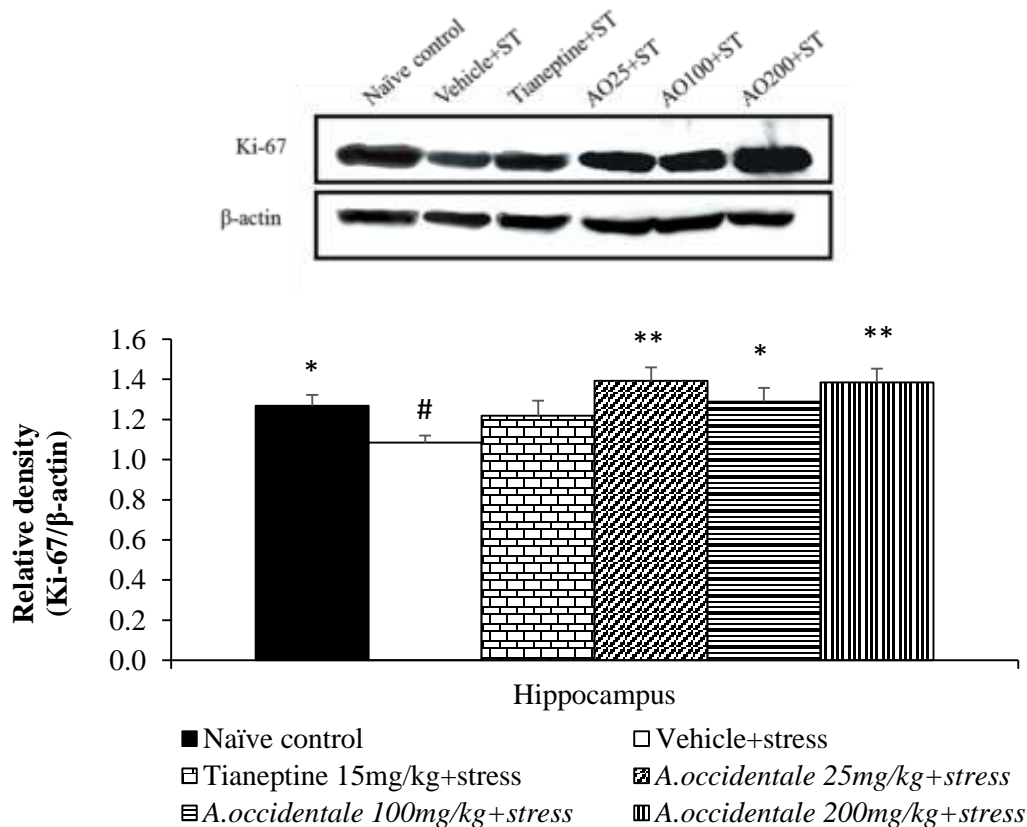 Naïve control
Vehicle+ST
Tianeptine+ST
AO25+ST
AO100+ST
AO200+ST
Ki-67
β-actin
Relative density
(Ki-67/β-actin)
1.6
1.4
1.2
1.0
0.8
0.6
0.4
0.2
0.0
*
#
**
*
**
Hippocampus
Naïve control
Vehicle+stress
Tianeptine 15mg/kg+stress
A.occidentale 25mg/kg+stress
A.occidentale 100mg/kg+stress
A.occidentale 200mg/kg+stress